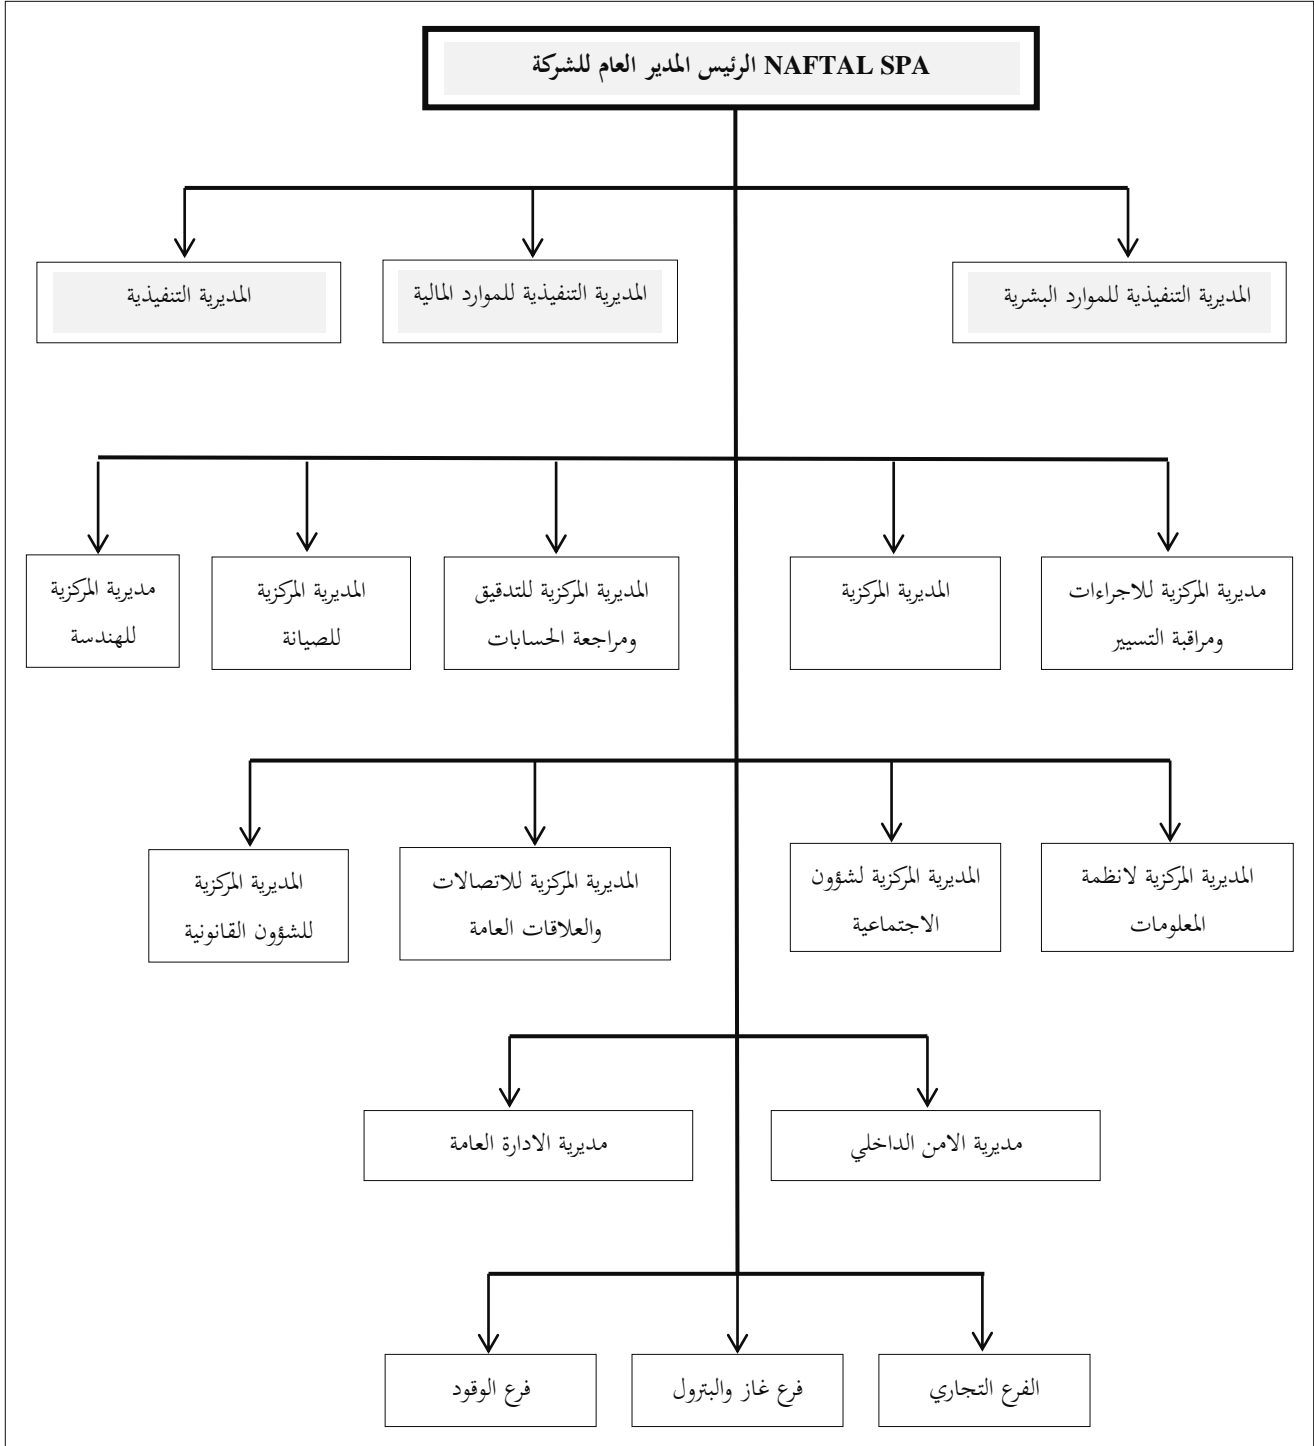 الرئيس المدير العام للشركة NAFTAL SPA
المديرية التنفيذية للموارد البشرية
المديرية التنفيذية للموارد المالية
المديرية التنفيذية
مديرية المركزية للاجراءات
ومراقبة التسيير
المديرية المركزية
المديرية المركزية للتدقيق
ومراجعة الحسابات
المديرية المركزية
للصيانة
مديرية المركزية
للهندسة
المديرية المركزية لانظمة
المعلومات
المديرية المركزية لشؤون
الاجتماعية
المديرية المركزية للاتصالات
والعلاقات العامة
المديرية المركزية
للشؤون القانونية
مديرية الامن الداخلي
مديرية الادارة العامة
الفرع التجاري
فرع غاز والبترول
فرع الوقود